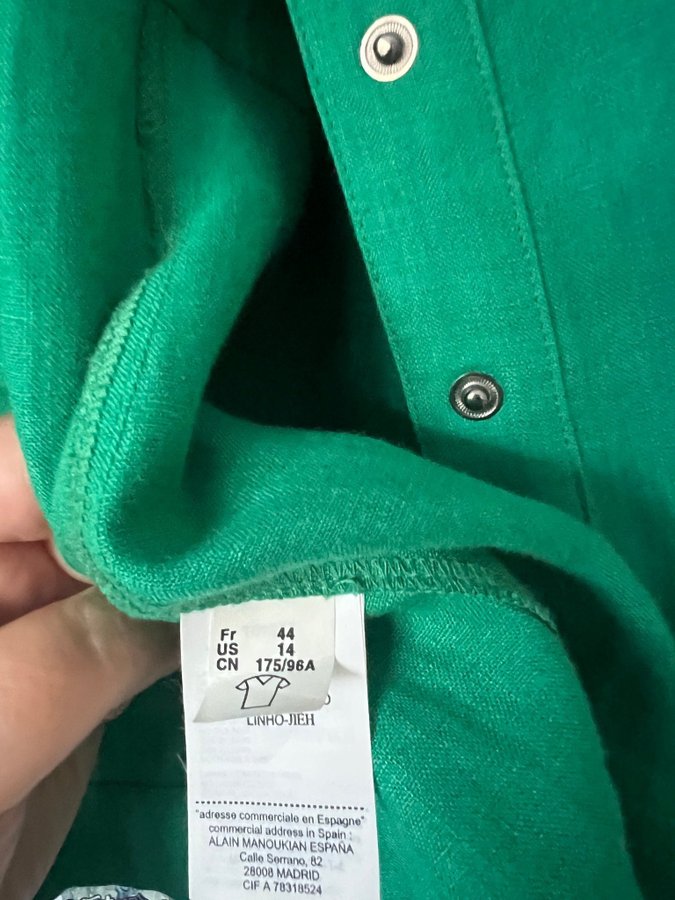 Fr 44
US 14
CN 175/96A
LINHO-ЛЕН
"adresse commerciale en Espagne"
commercial address in Spain :
ALAIN MANOUKIAN ESPAÑA
Calle Serrano, 82
28008 MADRID
CIF A 78318524